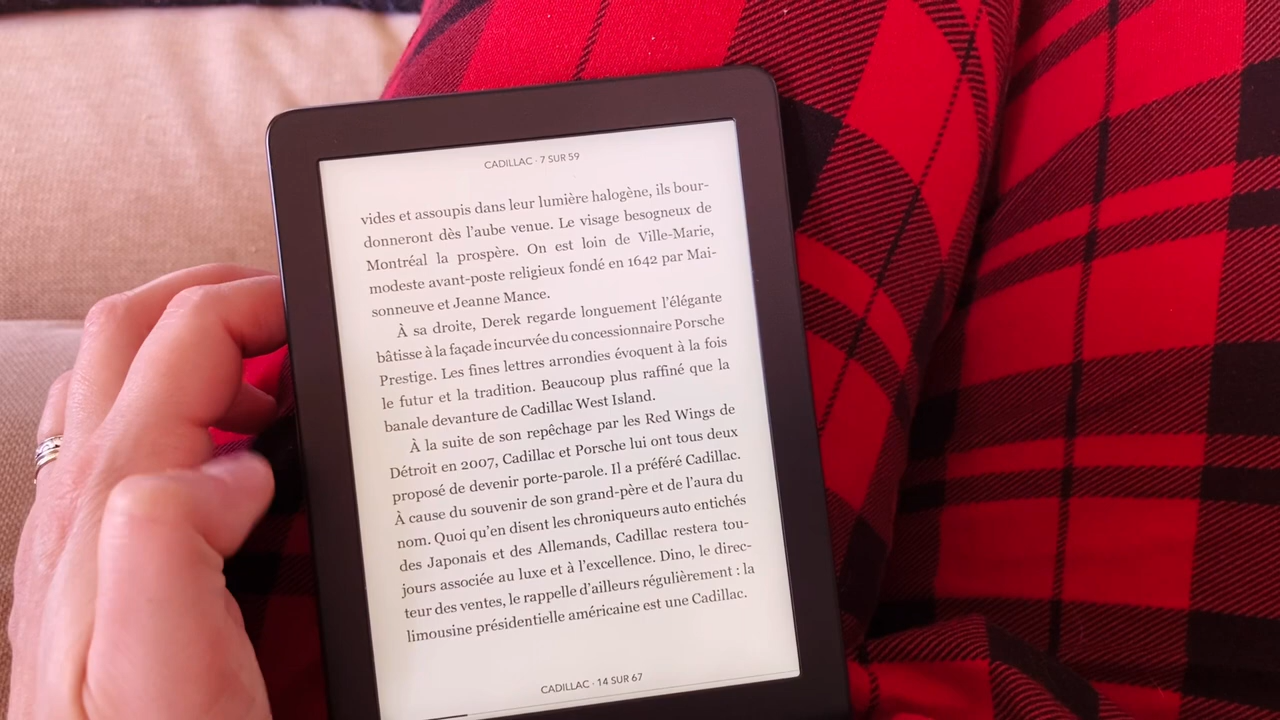 CADILLAC · 7 SUR 59
vides et assoupis dans leur lumière halogène, ils bour-
donneront dès l'aube venue. Le visage besogneux de
Montréal la prospère. On est loin de Ville-Marie,
modeste avant-poste religieux fondé en 1642 par Mai-
sonneuve et Jeanne Mance.
À sa droite, Derek regarde longuement l'élégante
bâtisse à la façade incurvée du concessionnaire Porsche
Prestige. Les fines lettres arrondies évoquent à la fois
le futur et la tradition. Beaucoup plus raffiné que la
banale devanture de Cadillac West Island.
À la suite de son repêchage par les Red Wings de
Détroit en 2007, Cadillac et Porsche lui ont tous deux
proposé de devenir porte-parole. Il a préféré Cadillac.
À cause du souvenir de son grand-père et de l'aura du
nom. Quoi qu'en disent les chroniqueurs auto entichés
des Japonais et des Allemands, Cadillac restera tou-
jours associée au luxe et à l'excellence. Dino, le direc-
teur des ventes, le rappelle d'ailleurs régulièrement : la
limousine présidentielle américaine est une Cadillac.
CADILLAC · 14 SUR 67